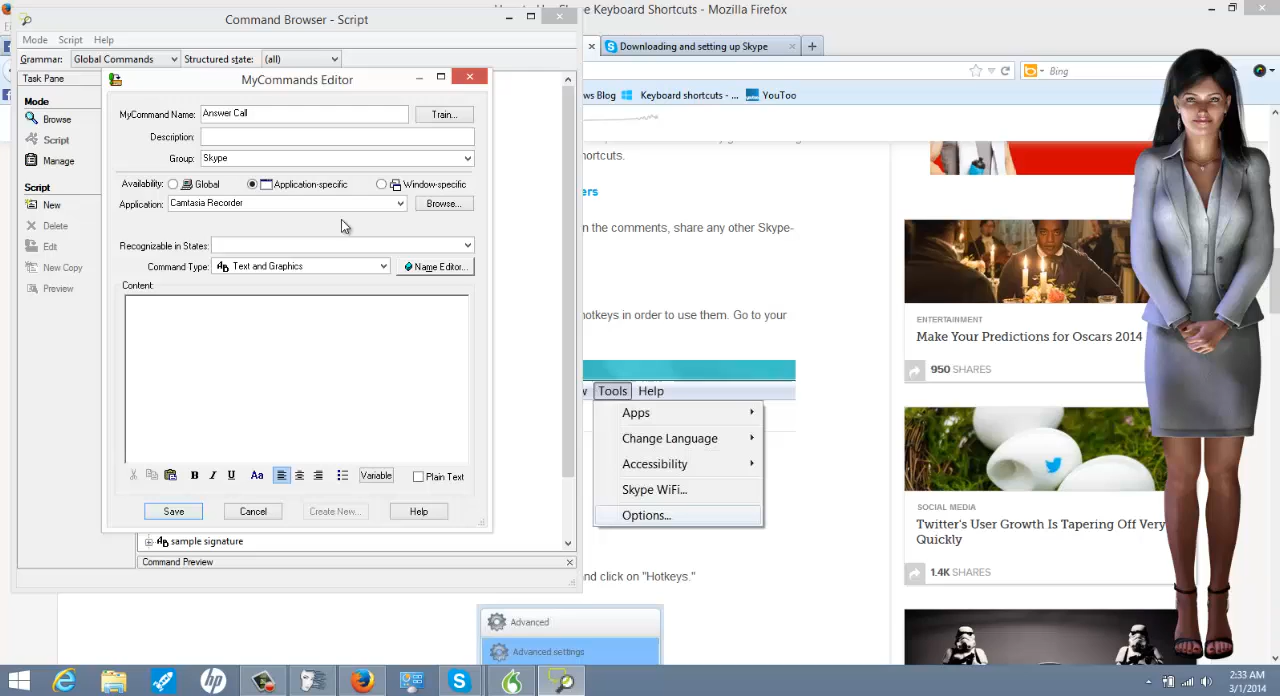 Command Browser - Script
Skype Keyboard Shortcuts - Mozilla Firefox
Mode Script Help
Grammar: Global Commands Structured state: (all)
Downloading and setting up Skype
Task Pane
MyCommands Editor
Bing
Mode
Browse
Script
Manage
Script
New
Delete
Edit
New Copy
Preview
MyCommand Name: Answer Call Train...
Description:
Group: Skype
Availability: Global Application-specific Window-specific
Application: Camtasia Recorder Browse...
Recognizable in States:
Command Type: Text and Graphics Name Editor...
Content:
B I U Aa Variable Plain Text
Save Cancel Create New... Help
sample signature
Command Preview
ws Blog Keyboard shortcuts - ... YouToo
ortcuts.
ers
n the comments, share any other Skype-
hotkeys in order to use them. Go to your
w Tools Help
Apps
Change Language
Accessibility
Skype WiFi...
Options...
nd click on "Hotkeys."
Advanced
Advanced settings
ENTERTAINMENT
Make Your Predictions for Oscars 2014
950 SHARES
SOCIAL MEDIA
Twitter's User Growth Is Tapering Off Very
Quickly
1.4K SHARES
hp
2:33 AM
3/1/2014